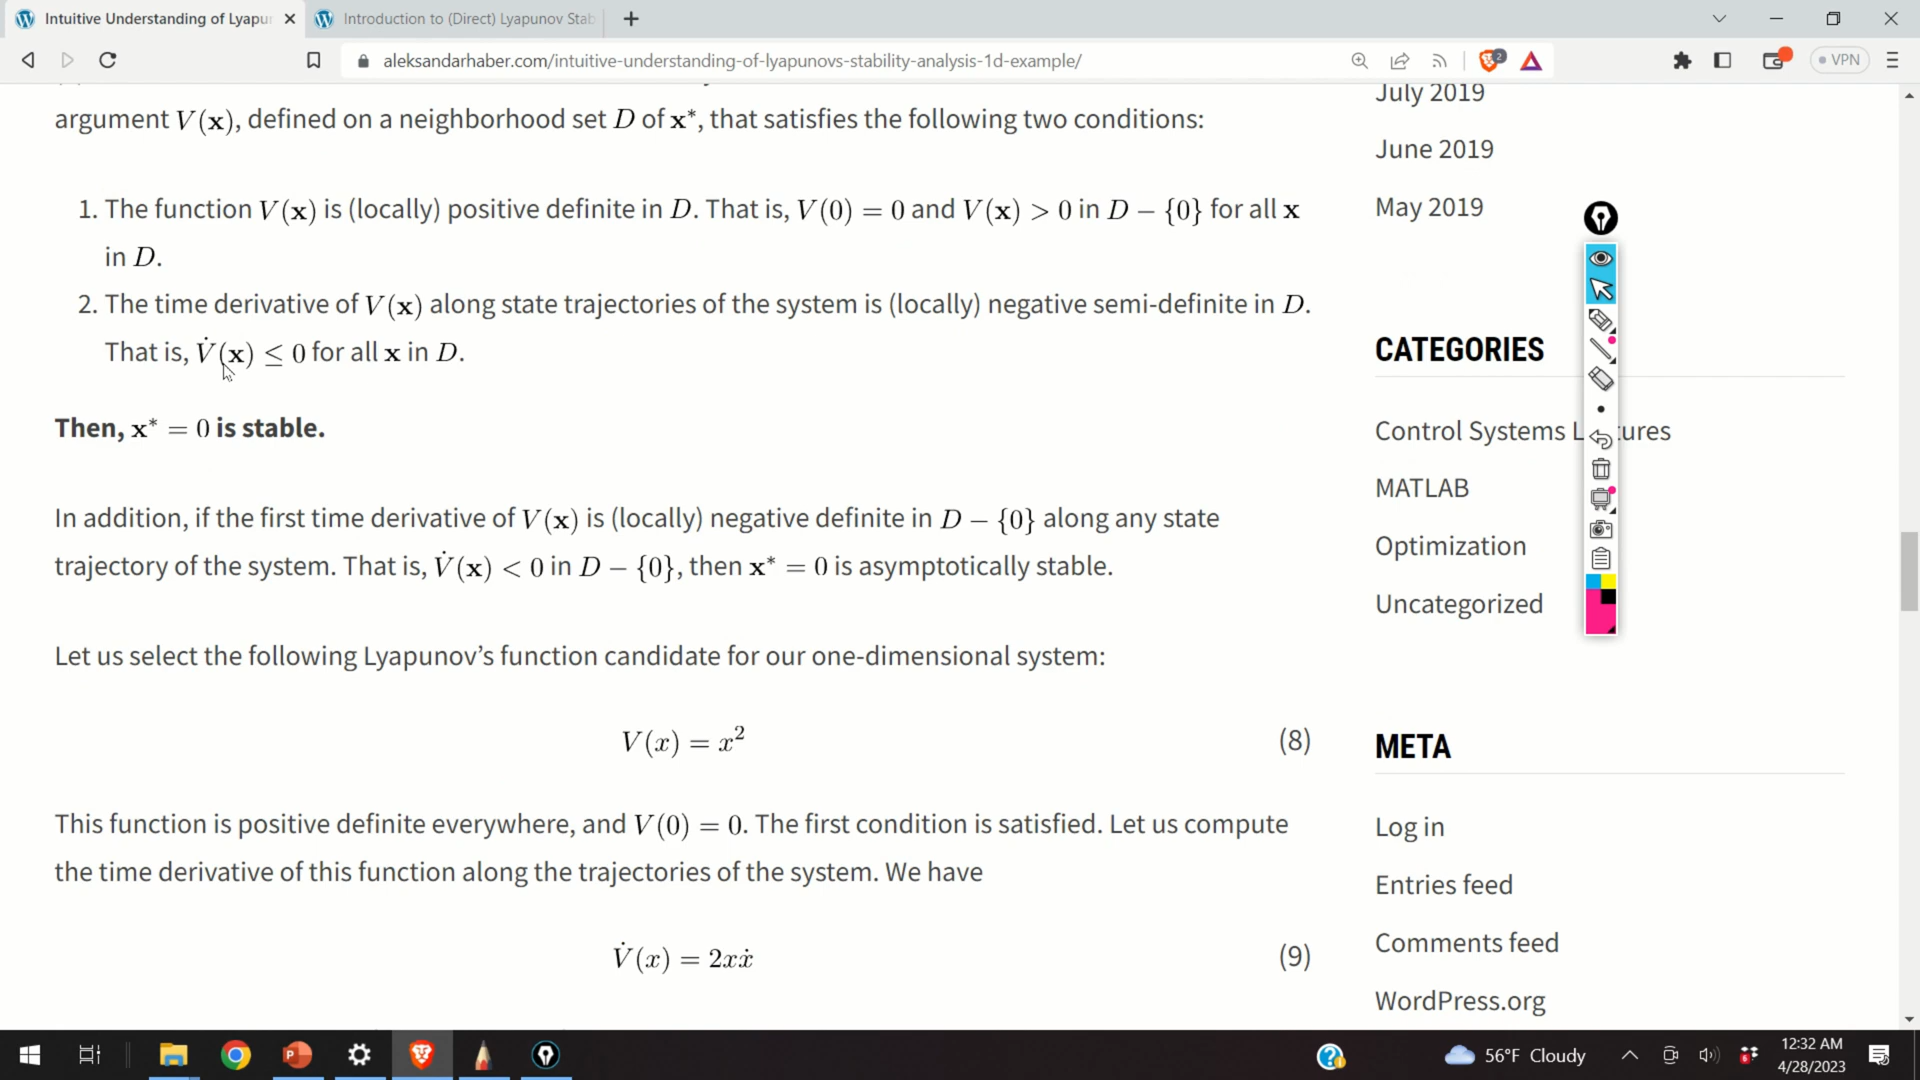 Intuitive Understanding of Lyapu
Introduction to (Direct) Lyapunov Stab
aleksandarhaber.com/intuitive-understanding-of-lyapunovs-stability-analysis-1d-example/
2
VPN
argument V(x), defined on a neighborhood set D of x*, that satisfies the following two conditions:
1. The function V(x) is (locally) positive definite in D. That is, V(0) = 0 and V(x) > 0 in D − {0} for all x
in D.
2. The time derivative of V(x) along state trajectories of the system is (locally) negative semi-definite in D.
That is, V̇(x) ≤ 0 for all x in D.
Then, x* = 0 is stable.
In addition, if the first time derivative of V(x) is (locally) negative definite in D − {0} along any state
trajectory of the system. That is, V̇(x) < 0 in D − {0}, then x* = 0 is asymptotically stable.
Let us select the following Lyapunov's function candidate for our one-dimensional system:
V(x) = x² (8)
This function is positive definite everywhere, and V(0) = 0. The first condition is satisfied. Let us compute
the time derivative of this function along the trajectories of the system. We have
V̇(x) = 2xẋ (9)
July 2019
June 2019
May 2019
CATEGORIES
Control Systems L tures
MATLAB
Optimization
Uncategorized
META
Log in
Entries feed
Comments feed
WordPress.org
56°F Cloudy
12:32 AM
4/28/2023